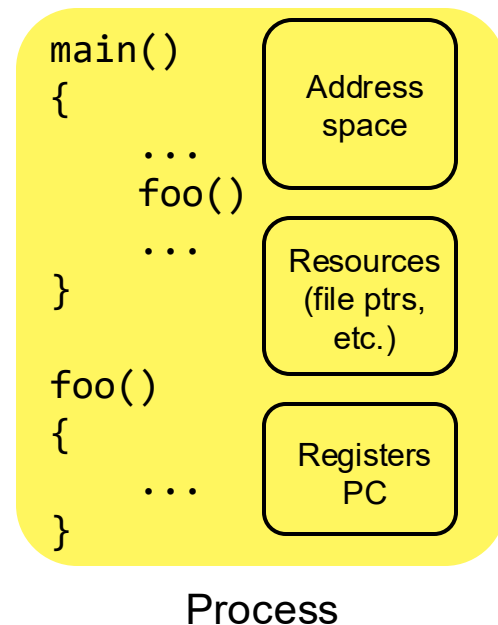 main()
{
...
foo()
...
}
foo()
{
...
}
Address
space
Resources
(file ptrs,
etc.)
Registers
PC
Process